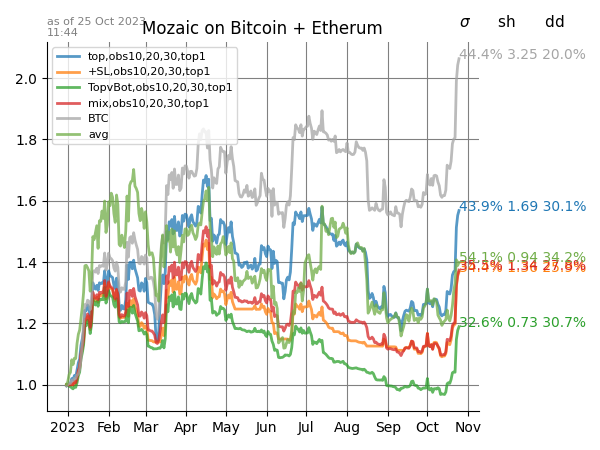 as of 25 Oct 2023
11:44
Mozaic on Bitcoin + Etherum
σ sh dd
top,obs10,20,30,top1
+SL,obs10,20,30,top1
TopvBot,obs10,20,30,top1
mix,obs10,20,30,top1
BTC
avg
44.4% 3.25 20.0%
43.9% 1.69 30.1%
54.1% 0.94 34.2%
1.34
32.6% 0.73 30.7%
2.0
1.8
1.6
1.4
1.2
1.0
2023 Feb Mar Apr May Jun Jul Aug Sep Oct Nov